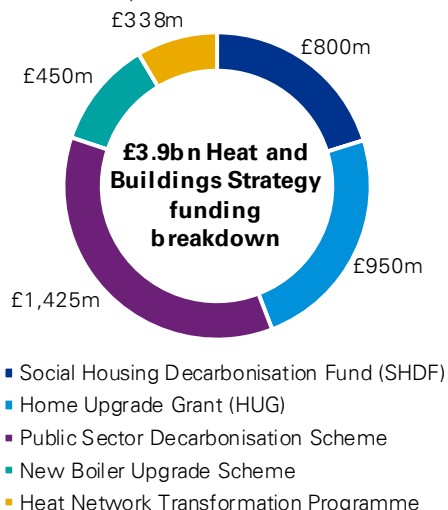 £338m
£800m
£450m
£3.9bn Heat and
Buildings Strategy
funding
breakdown
£950m
£1,425m
Social Housing Decarbonisation Fund (SHDF)
Home Upgrade Grant (HUG)
Public Sector Decarbonisation Scheme
New Boiler Upgrade Scheme
Heat Network Transformation Programme